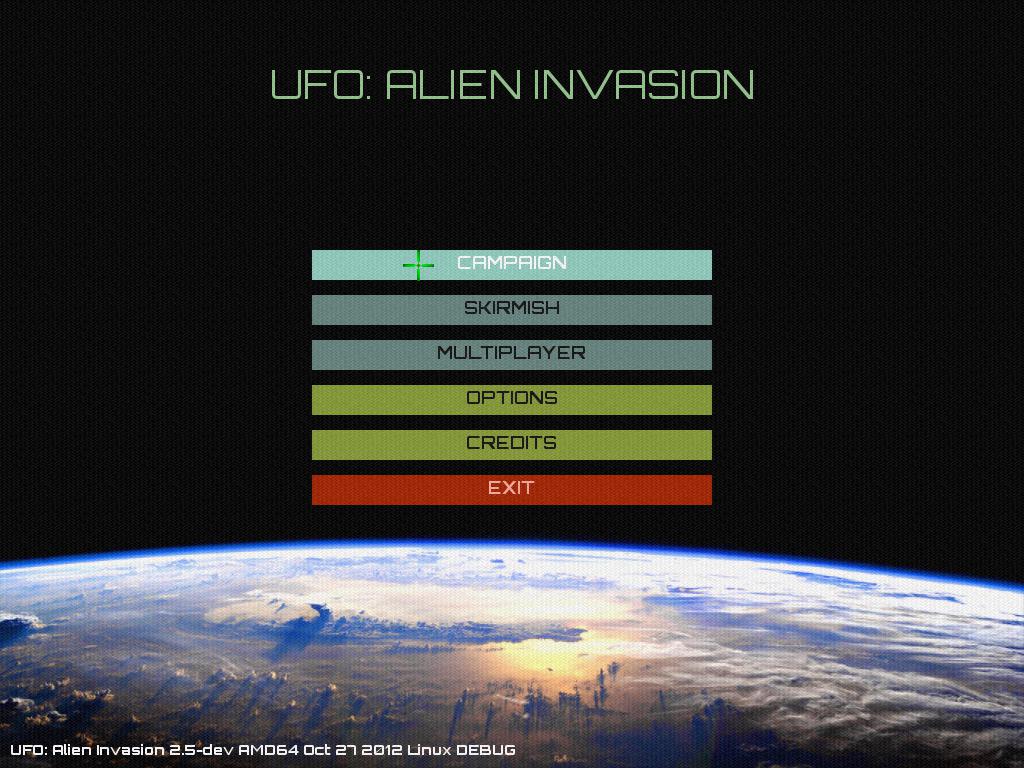 UFO: ALIEN INVASION
CAMPAIGN
SKIRMISH
MULTIPLAYER
OPTIONS
CREDITS
EXIT
UFO: Alien Invasion 2.5-dev AMD64 Oct 27 2012 Linux DEBUG